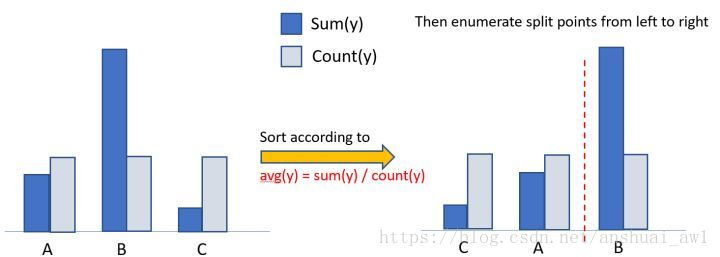 Sum(y)
Count(y)
Then enumerate split points from left to right
Sort according to
avg(y) = sum(y) / count(y)
A
B
C
C
A
B
https://blog.csdn.net/anshuai_aw1